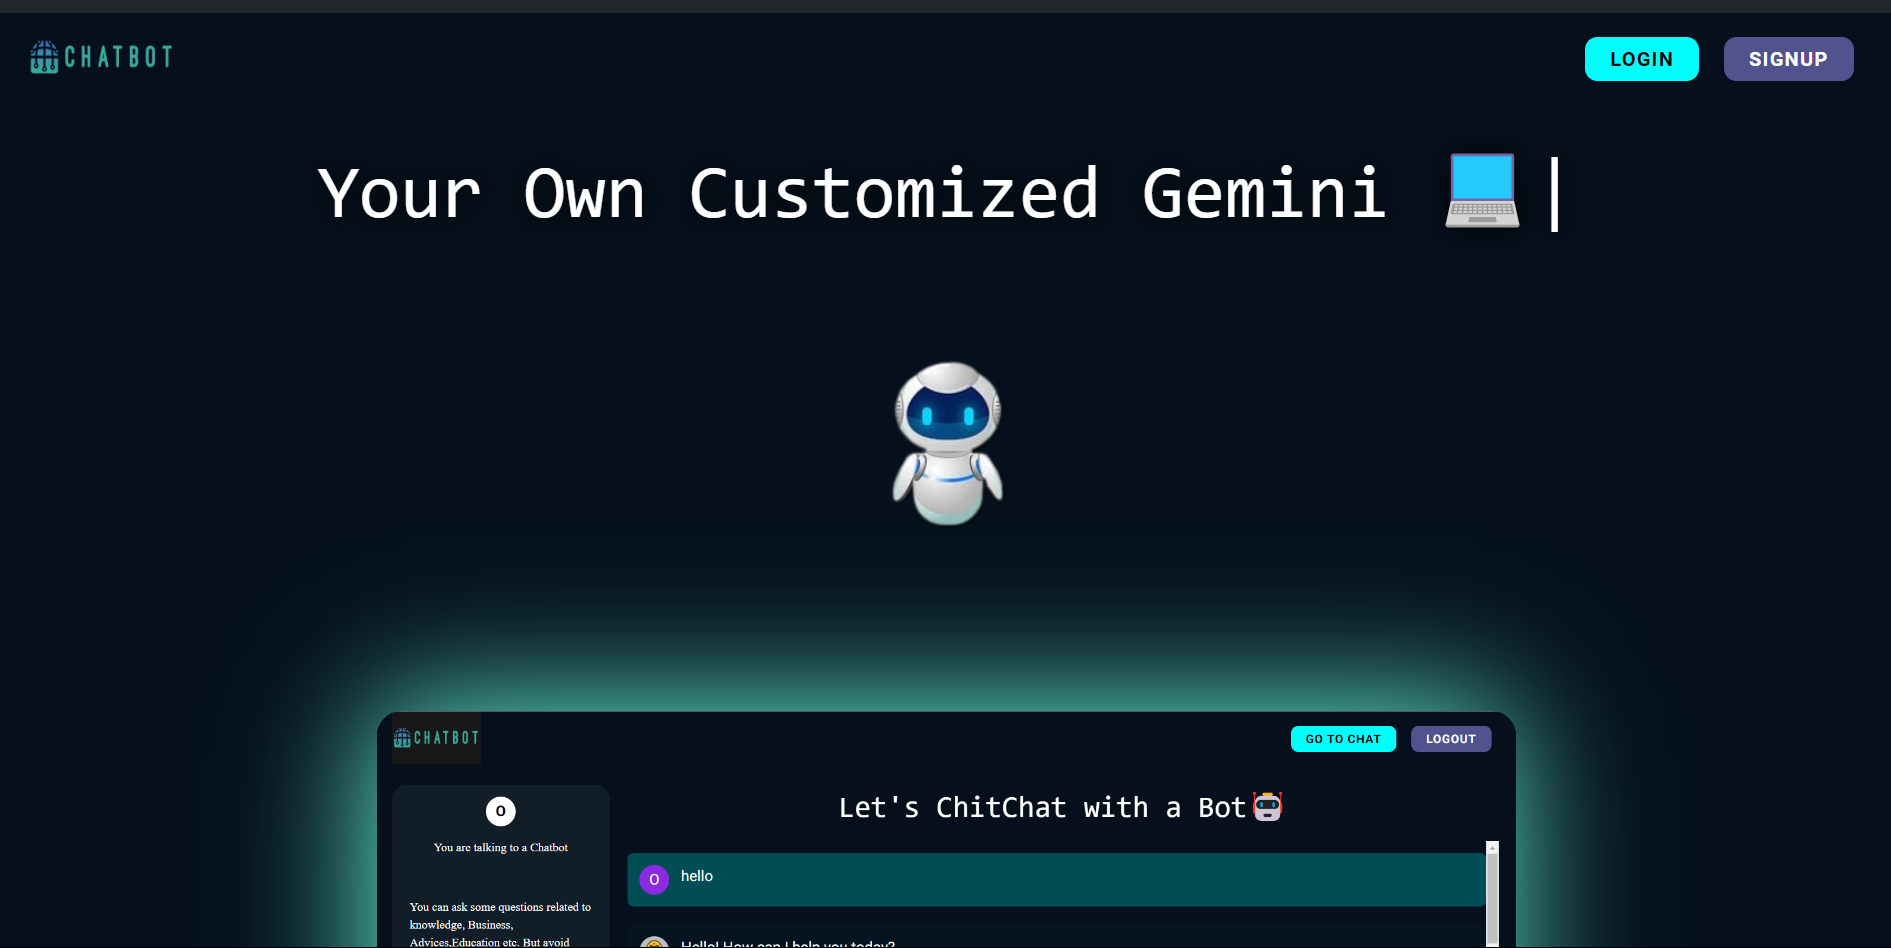 CHATBOT
LOGIN
SIGNUP
Your Own Customized Gemini
CHATBOT
GO TO CHAT
LOGOUT
O
You are talking to a Chatbot
You can ask some questions related to
knowledge, Business,
Advices,Education etc. But avoid
Let's ChitChat with a Bot
O
hello
Hello! How can I help you today?